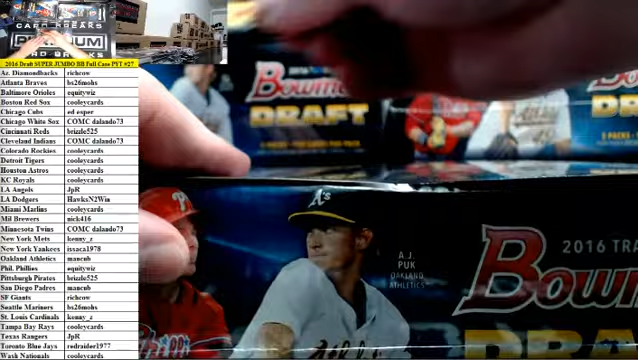 CARD BREAKS
PLATINUM
CARD BREAKS
2016 Draft SUPER JUMBO BB Full Case PYT #27
Az. Diamondbacks richcow
Atlanta Braves bs26mohs
Baltimore Orioles equitywiz
Boston Red Sox cooleycards
Chicago Cubs ed esper
Chicago White Sox COMC dalando73
Cincinnati Reds brizzle525
Cleveland Indians COMC dalando73
Colorado Rockies cooleycards
Detroit Tigers cooleycards
Houston Astros cooleycards
KC Royals cooleycards
LA Angels JpR
LA Dodgers HawksN2Win
Miami Marlins cooleycards
Mil Brewers nick416
Minnesota Twins COMC dalando73
New York Mets kenny_z
New York Yankees issaca1978
Oakland Athletics mancub
Phil. Phillies equitywiz
Pittsburgh Pirates brizzle525
San Diego Padres mancub
SF Giants richcow
Seattle Mariners bs26mohs
St. Louis Cardinals kenny_z
Tampa Bay Rays cooleycards
Texas Rangers JpR
Toronto Blue Jays redraider1977
Wash Nationals cooleycards
Bowm
DRAFT
DRA
A's
A.J.
PUK
OAKLAND
ATHLETICS
2016 TRA
Bowm
DRA